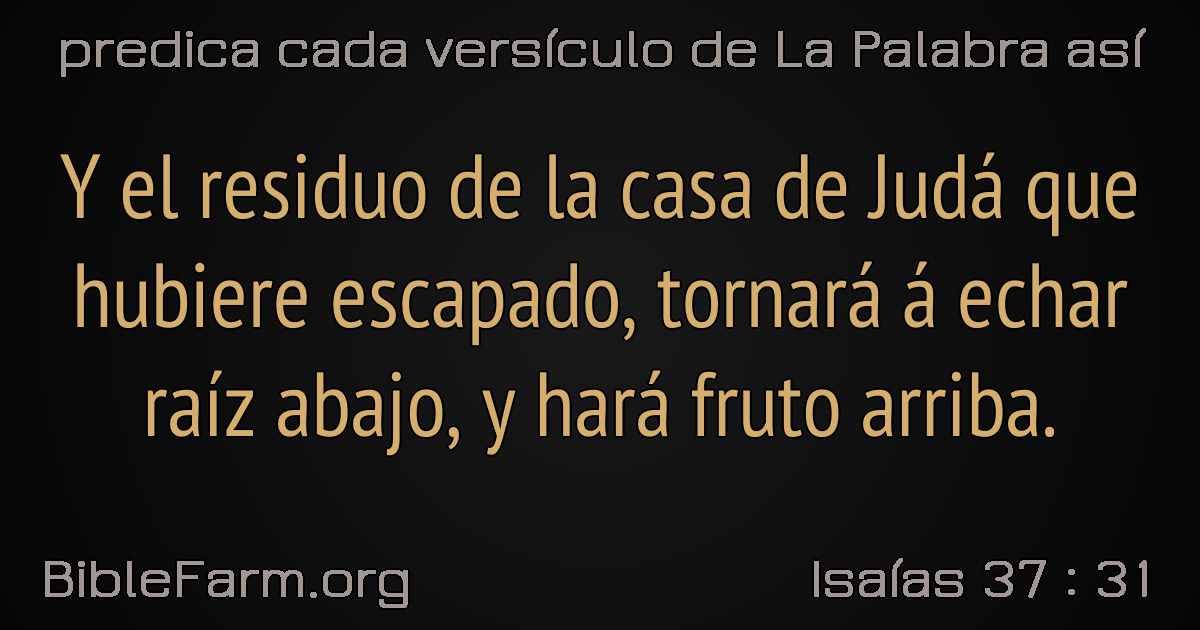 predica cada versículo de La Palabra así
Y el residuo de la casa de Judá que
hubiere escapado, tornará á echar
raíz abajo, y hará fruto arriba.
BibleFarm.org
Isaías 37 : 31